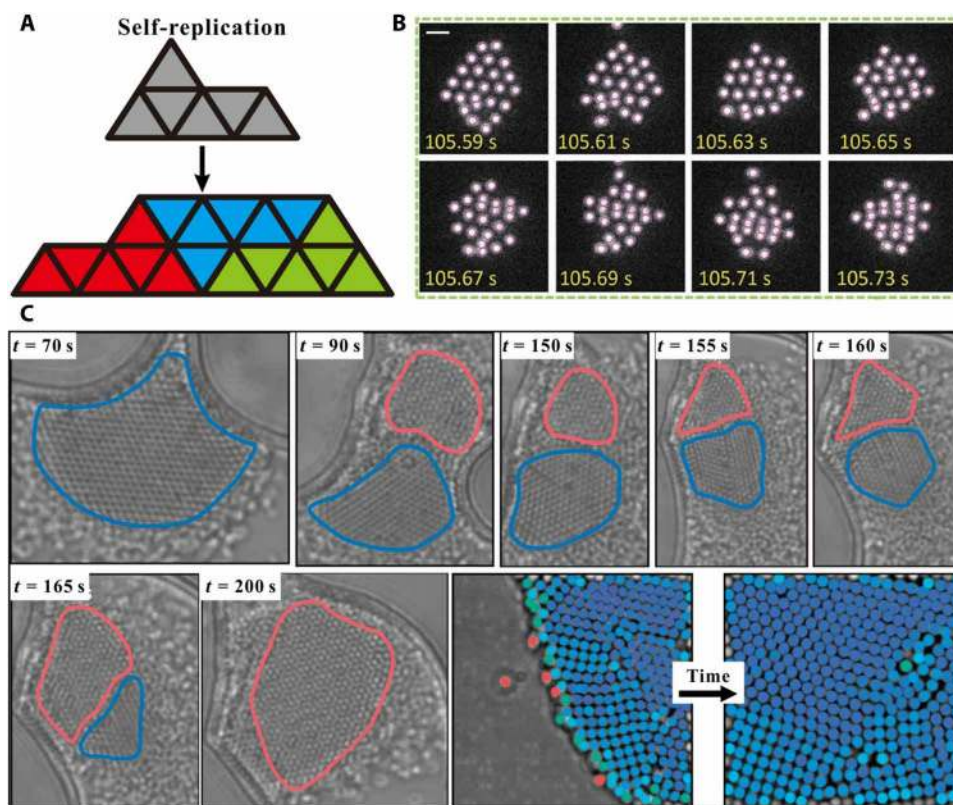 A
Self-replication
B
105.59 s
105.61 s
105.63 s
105.65 s
105.67 s
105.69 s
105.71 s
105.73 s
C
t = 70 s
t = 90 s
t = 150 s
t = 155 s
t = 160 s
t = 165 s
t = 200 s
Time